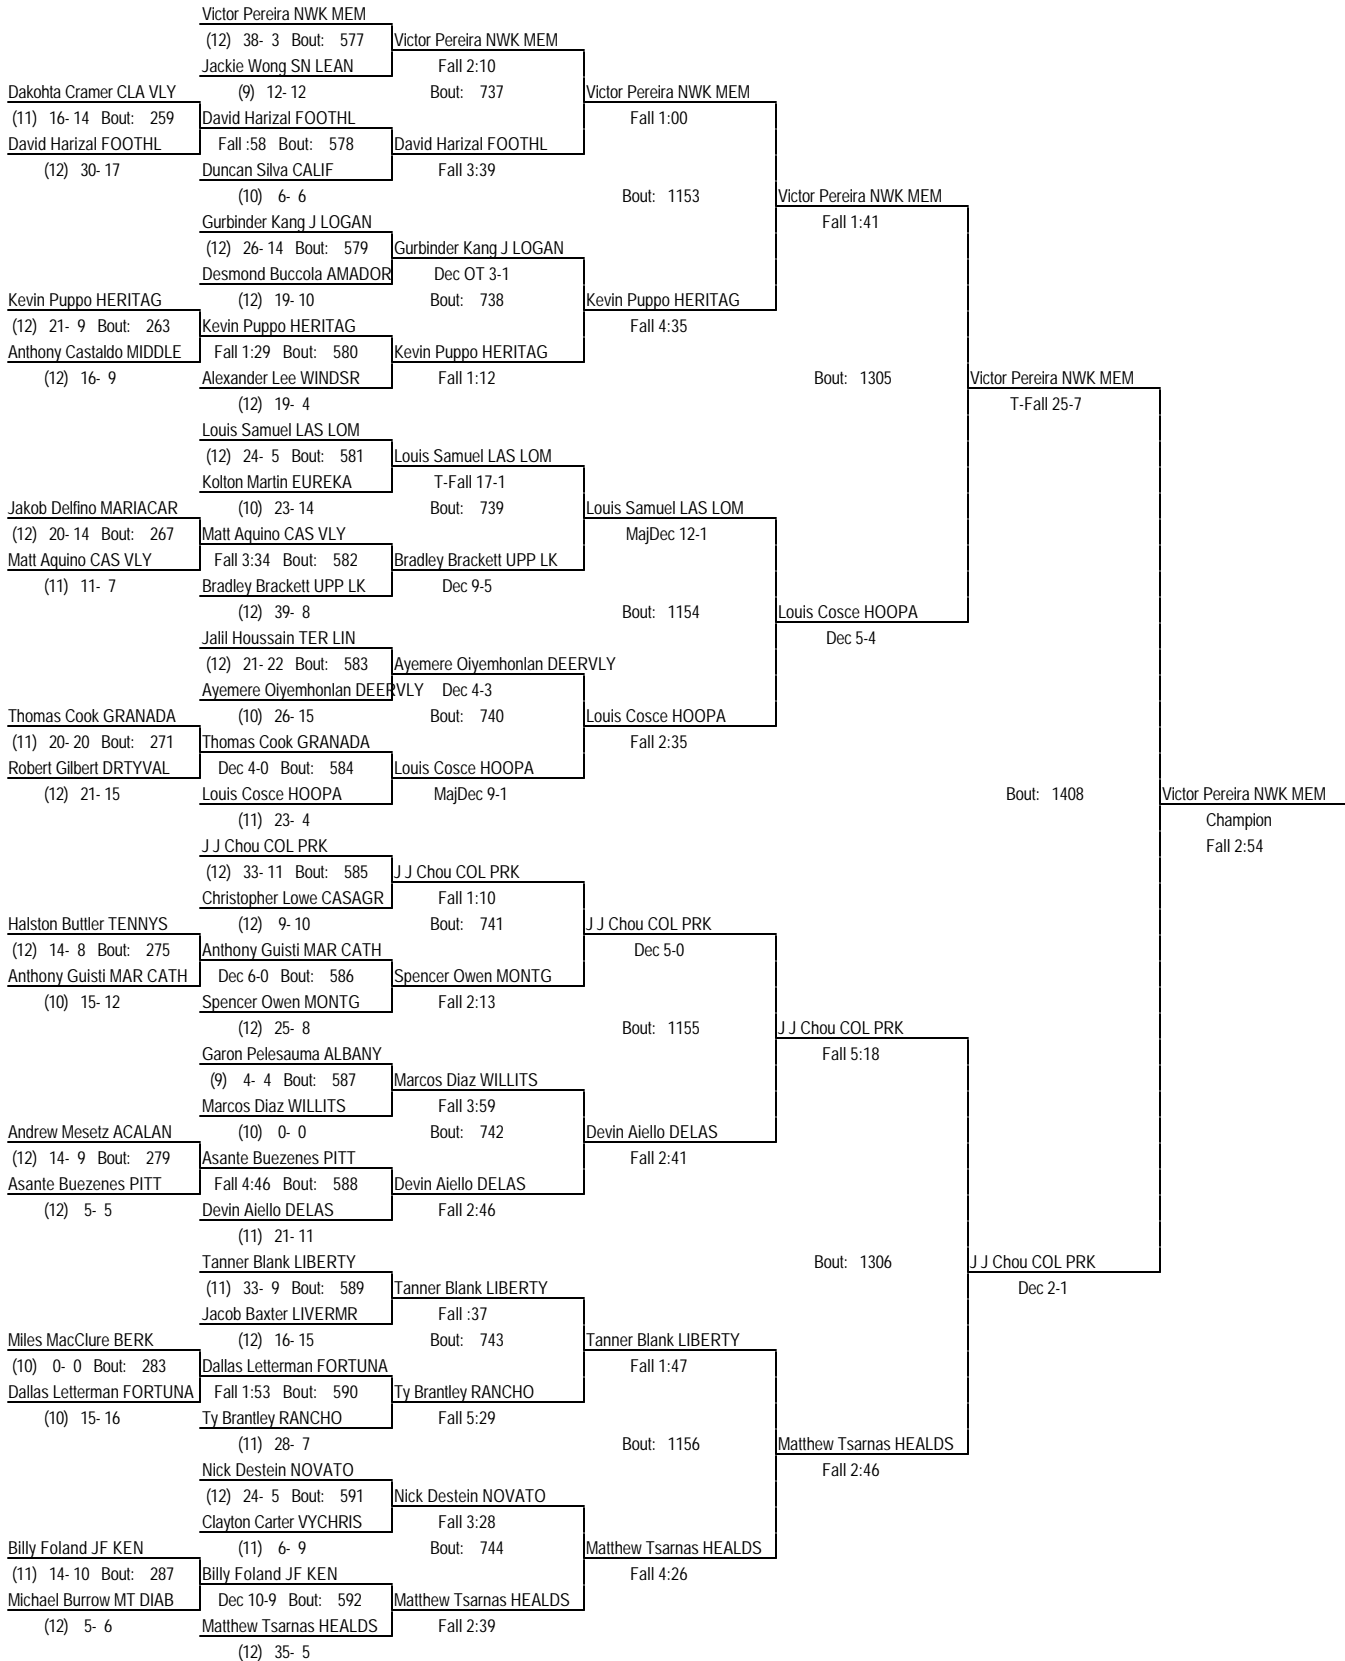 Victor Pereira NWK MEM
(12) 38- 3 Bout: 577 Victor Pereira NWK MEM
Jackie Wong SN LEAN Fall 2:10
Dakohta Cramer CLA VLY (9) 12- 12 Bout: 737 Victor Pereira NWK MEM
(11) 16- 14 Bout: 259 David Harizal FOOTHL Fall 1:00
David Harizal FOOTHL Fall :58 Bout: 578 David Harizal FOOTHL
(12) 30- 17 Duncan Silva CALIF Fall 3:39
(10) 6- 6 Bout: 1153 Victor Pereira NWK MEM
Gurbinder Kang J LOGAN Fall 1:41
(12) 26- 14 Bout: 579 Gurbinder Kang J LOGAN
Desmond Buccola AMADOR Dec OT 3-1
Kevin Puppo HERITAG (12) 19- 10 Bout: 738 Kevin Puppo HERITAG
(12) 21- 9 Bout: 263 Kevin Puppo HERITAG Fall 4:35
Anthony Castaldo MIDDLE Fall 1:29 Bout: 580 Kevin Puppo HERITAG
(12) 16- 9 Alexander Lee WINDSR Fall 1:12 Bout: 1305 Victor Pereira NWK MEM
(12) 19- 4 T-Fall 25-7
Louis Samuel LAS LOM
(12) 24- 5 Bout: 581 Louis Samuel LAS LOM
Kolton Martin EUREKA T-Fall 17-1
Jakob Delfino MARIACAR (10) 23- 14 Bout: 739 Louis Samuel LAS LOM
(12) 20- 14 Bout: 267 Matt Aquino CAS VLY MajDec 12-1
Matt Aquino CAS VLY Fall 3:34 Bout: 582 Bradley Brackett UPP LK
(11) 11- 7 Bradley Brackett UPP LK Dec 9-5
(12) 39- 8 Bout: 1154 Louis Cosce HOOPA
Jalil Houssain TER LIN Dec 5-4
(12) 21- 22 Bout: 583 Ayemere Oiyemhonlan DEERVLY
Ayemere Oiyemhonlan DEERVLY Dec 4-3
Thomas Cook GRANADA (10) 26- 15 Bout: 740 Louis Cosce HOOPA
(11) 20- 20 Bout: 271 Thomas Cook GRANADA Fall 2:35
Robert Gilbert DRTYVAL Dec 4-0 Bout: 584 Louis Cosce HOOPA
(12) 21- 15 Louis Cosce HOOPA MajDec 9-1 Bout: 1408 Victor Pereira NWK MEM
(11) 23- 4 Champion
J J Chou COL PRK Fall 2:54
(12) 33- 11 Bout: 585 J J Chou COL PRK
Christopher Lowe CASAGR Fall 1:10
Halston Buttler TENNYS (12) 9- 10 Bout: 741 J J Chou COL PRK
(12) 14- 8 Bout: 275 Anthony Guisti MAR CATH Dec 5-0
Anthony Guisti MAR CATH Dec 6-0 Bout: 586 Spencer Owen MONTG
(10) 15- 12 Spencer Owen MONTG Fall 2:13
(12) 25- 8 Bout: 1155 J J Chou COL PRK
Garon Pelesauma ALBANY Fall 5:18
(9) 4- 4 Bout: 587 Marcos Diaz WILLITS
Marcos Diaz WILLITS Fall 3:59
Andrew Mesetz ACALAN (10) 0- 0 Bout: 742 Devin Aiello DELAS
(12) 14- 9 Bout: 279 Asante Buezenes PITT Fall 2:41
Asante Buezenes PITT Fall 4:46 Bout: 588 Devin Aiello DELAS
(12) 5- 5 Devin Aiello DELAS Fall 2:46
(11) 21- 11
Tanner Blank LIBERTY Bout: 1306 J J Chou COL PRK
(11) 33- 9 Bout: 589 Tanner Blank LIBERTY Dec 2-1
Jacob Baxter LIVERMR Fall :37
Miles MacClure BERK (12) 16- 15 Bout: 743 Tanner Blank LIBERTY
(10) 0- 0 Bout: 283 Dallas Letterman FORTUNA Fall 1:47
Dallas Letterman FORTUNA Fall 1:53 Bout: 590 Ty Brantley RANCHO
(10) 15- 16 Ty Brantley RANCHO Fall 5:29
(11) 28- 7 Bout: 1156 Matthew Tsarnas HEALDS
Nick Destein NOVATO Fall 2:46
(12) 24- 5 Bout: 591 Nick Destein NOVATO
Clayton Carter VYCHRIS Fall 3:28
Billy Foland JF KEN (11) 6- 9 Bout: 744 Matthew Tsarnas HEALDS
(11) 14- 10 Bout: 287 Billy Foland JF KEN Fall 4:26
Michael Burrow MT DIAB Dec 10-9 Bout: 592 Matthew Tsarnas HEALDS
(12) 5- 6 Matthew Tsarnas HEALDS Fall 2:39
(12) 35- 5